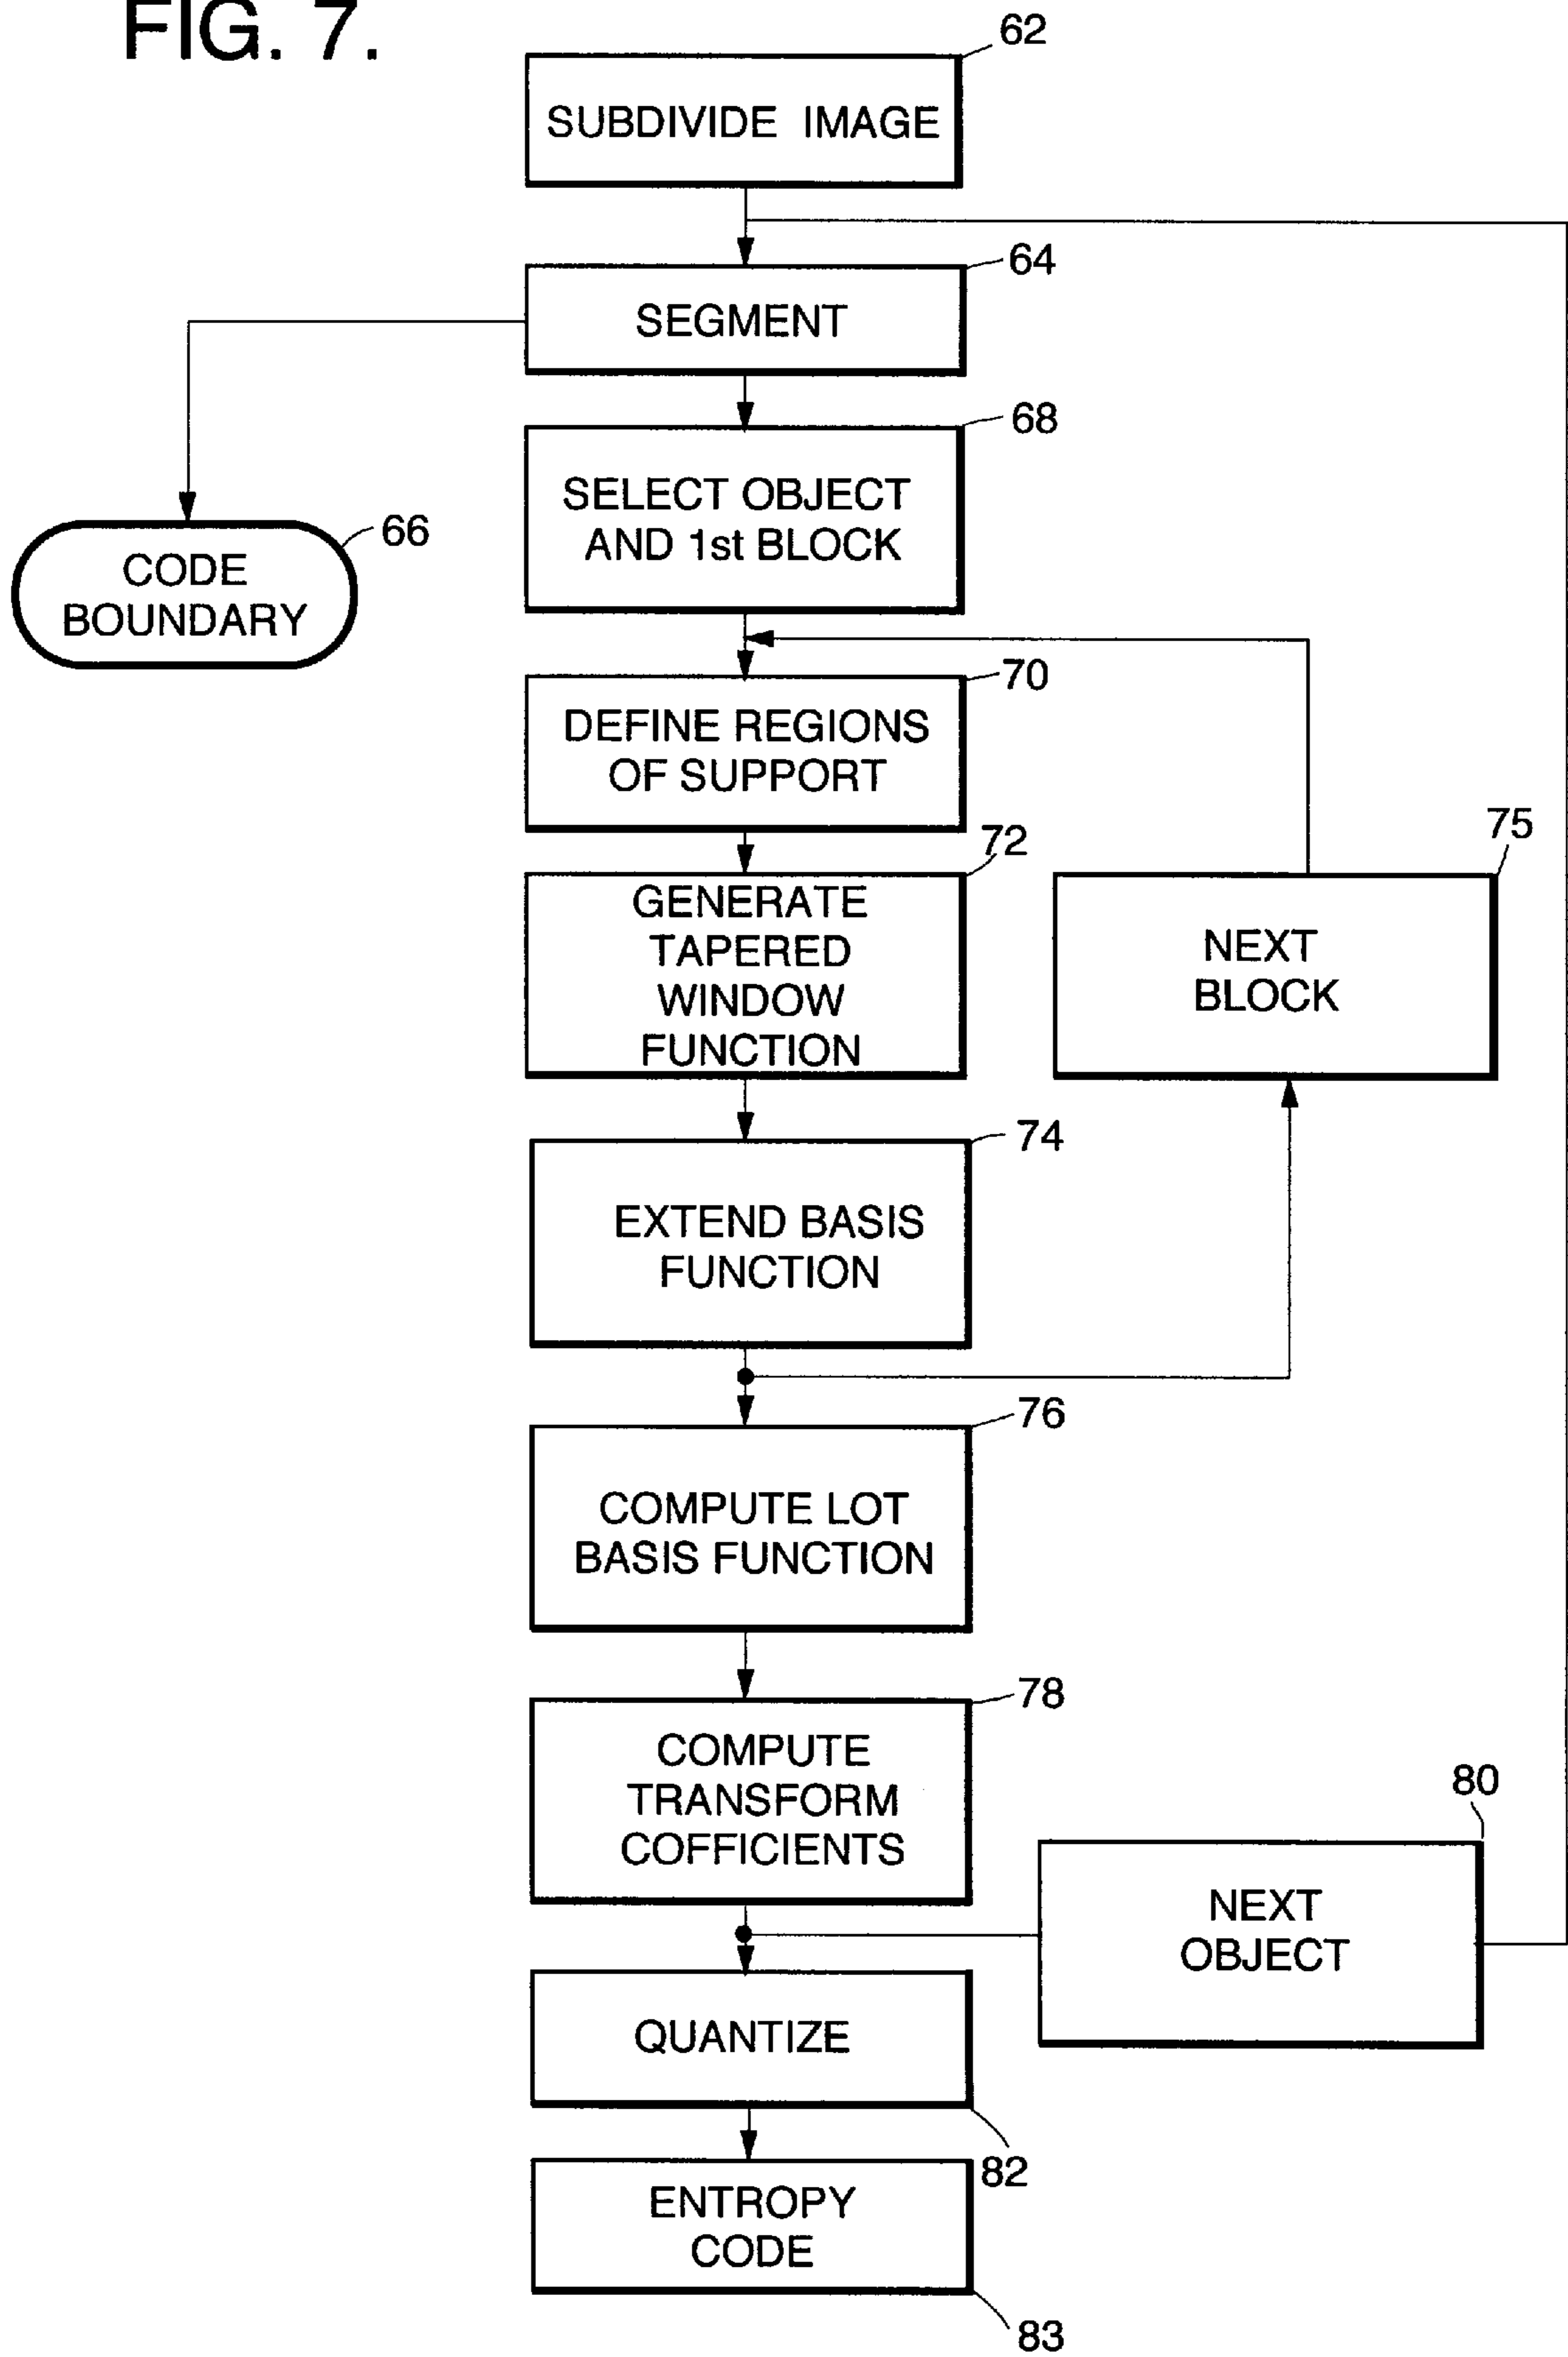 FIG. 7.
62
SUBDIVIDE IMAGE
64
SEGMENT
68
SELECT OBJECT
AND 1st BLOCK
66
CODE
BOUNDARY
70
DEFINE REGIONS
OF SUPPORT
72
GENERATE
TAPERED
WINDOW
FUNCTION
75
NEXT
BLOCK
74
EXTEND BASIS
FUNCTION
76
COMPUTE LOT
BASIS FUNCTION
78
COMPUTE
TRANSFORM
COFFICIENTS
80
NEXT
OBJECT
QUANTIZE
82
ENTROPY
CODE
83